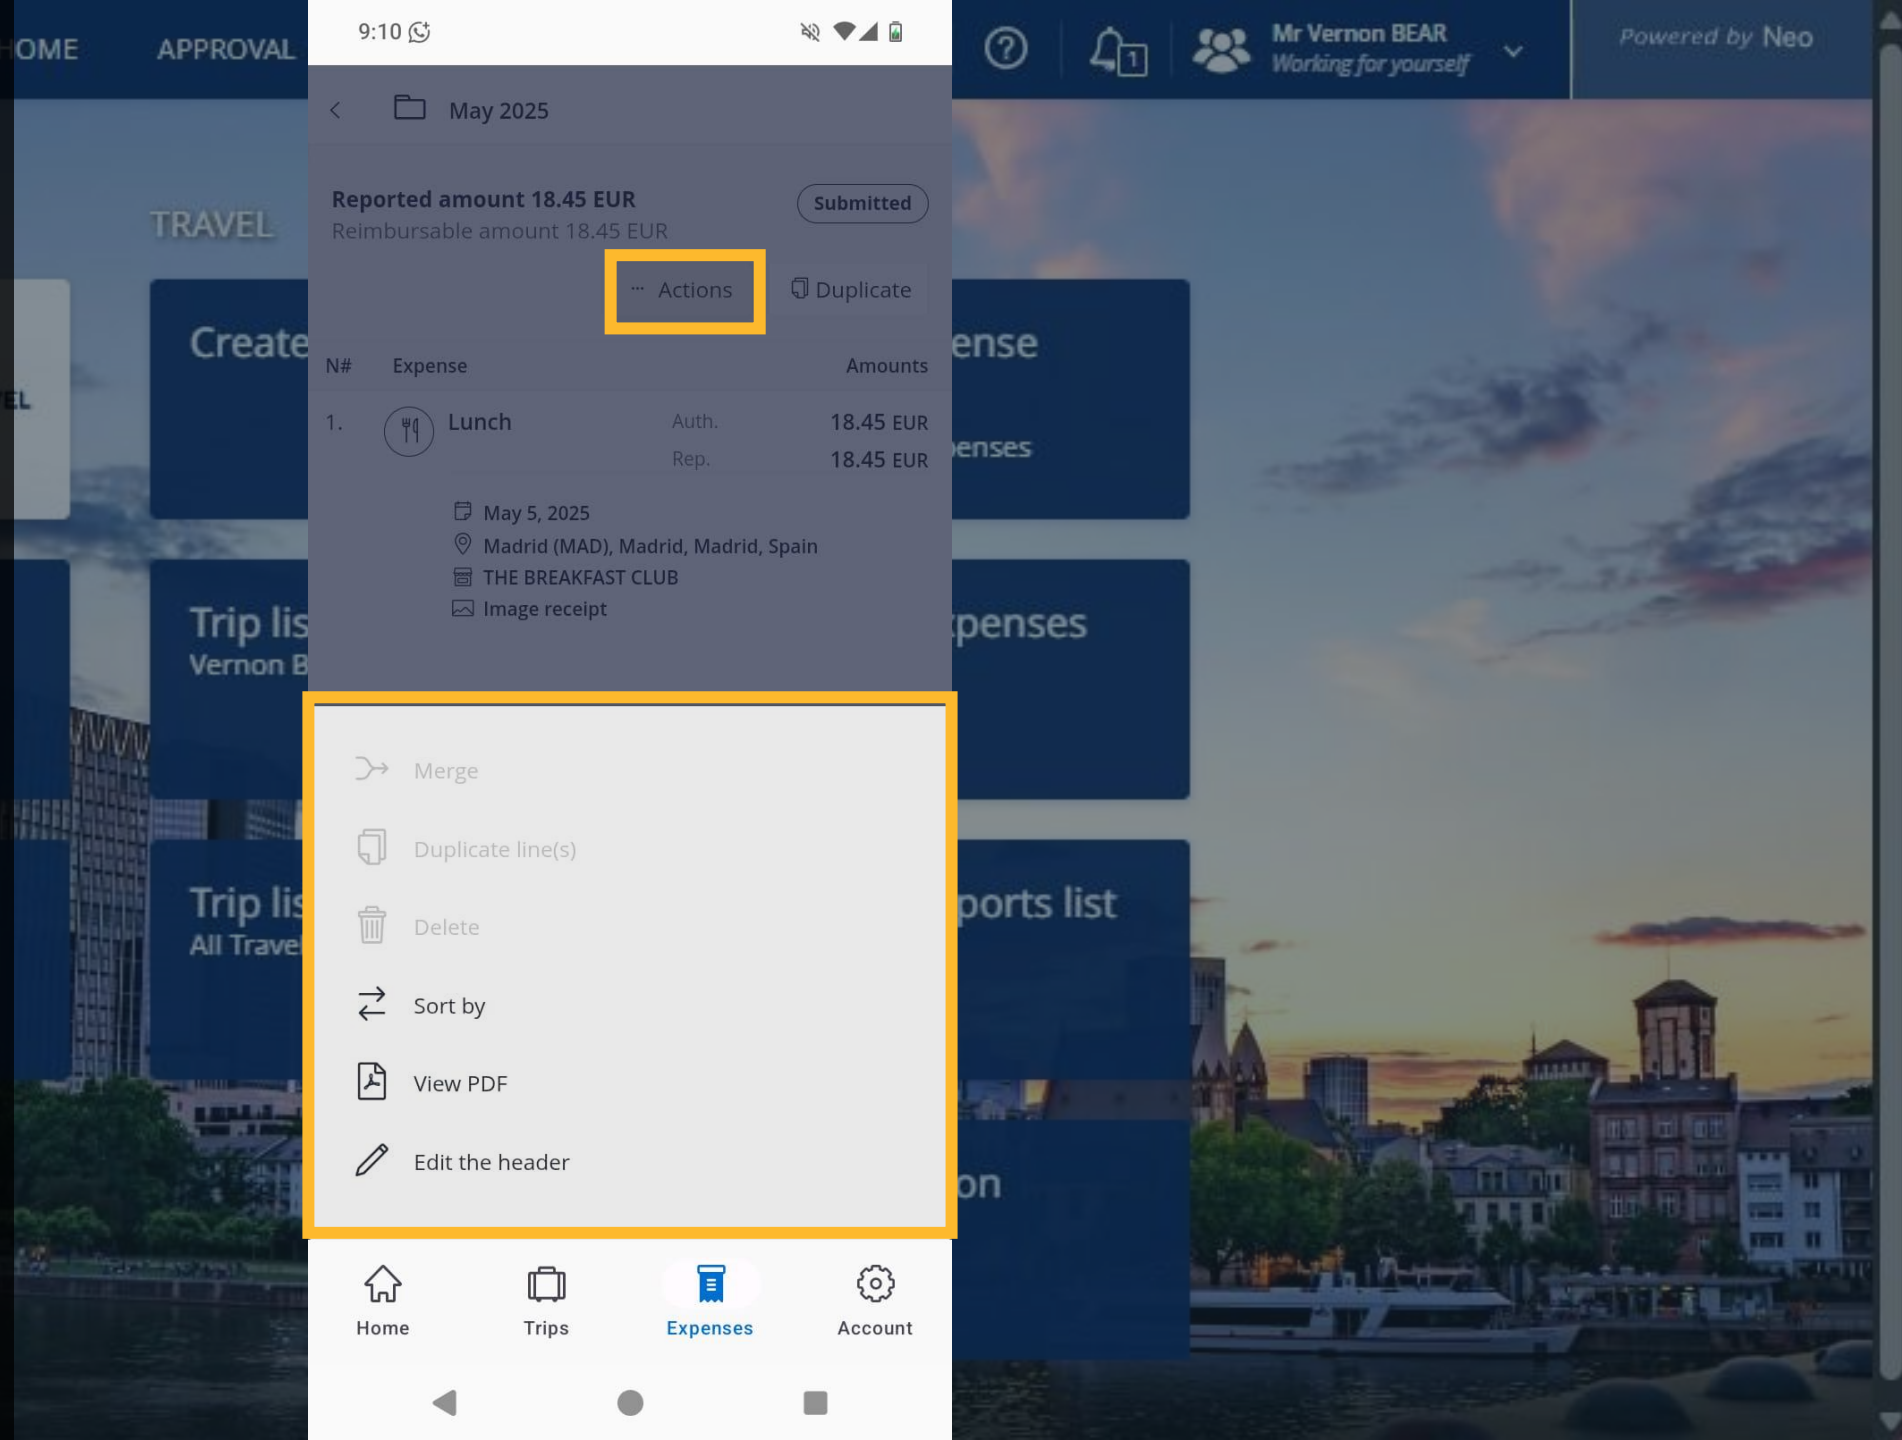 HOME
APPROVAL
1
Mr Vernon BEAR
Working for yourself
Powered by Neo
TRAVEL
Create
ense
EL
penses
Trip lis
Vernon B
xpenses
Trip lis
All Travel
ports list
on
9:10
May 2025
Reported amount 18.45 EUR
Submitted
Reimbursable amount 18.45 EUR
··· Actions
Duplicate
N#
Expense
Amounts
1.
Lunch
Auth.
18.45 EUR
Rep.
18.45 EUR
May 5, 2025
Madrid (MAD), Madrid, Madrid, Spain
THE BREAKFAST CLUB
Image receipt
Merge
Duplicate line(s)
Delete
Sort by
View PDF
Edit the header
Home
Trips
Expenses
Account